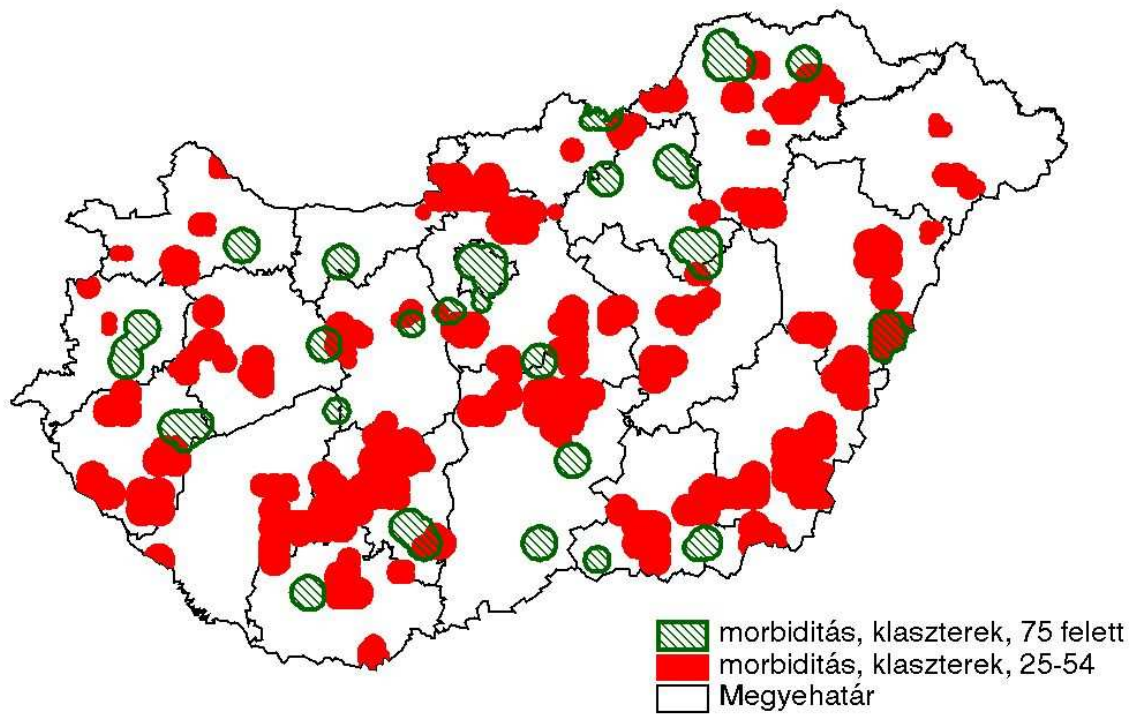 morbiditás, klaszterek, 75 felett
morbiditás, klaszterek, 25-54
Megyehatár